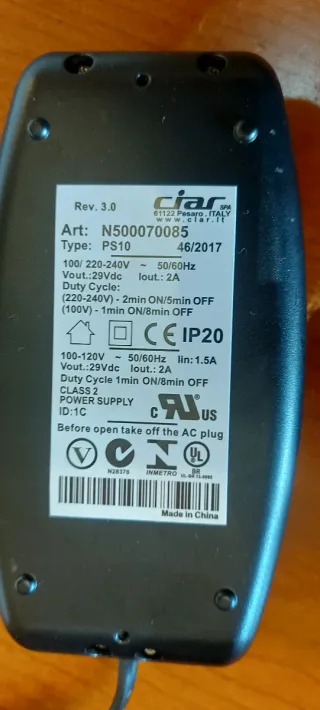 Rev. 3.0
ciar SPA
61122 Pesaro . ITALY
www.ciar.it
Art: N500070085
Type: PS10 46/2017
100/ 220-240V ~ 50/60Hz
Vout.:29Vdc Iout.: 2A
Duty Cycle:
(220-240V) - 2min ON/5min OFF
(100V) - 1min ON/8min OFF
CE IP20
100-120V ~ 50/60Hz Iin: 1.5A
Vout.:29Vdc Iout.: 2A
Duty Cycle 1min ON/8min OFF
CLASS 2
POWER SUPPLY
ID:1C
C RU US
Before open take off the AC plug
V
N28370
INMETRO
UL
BR
Made in China